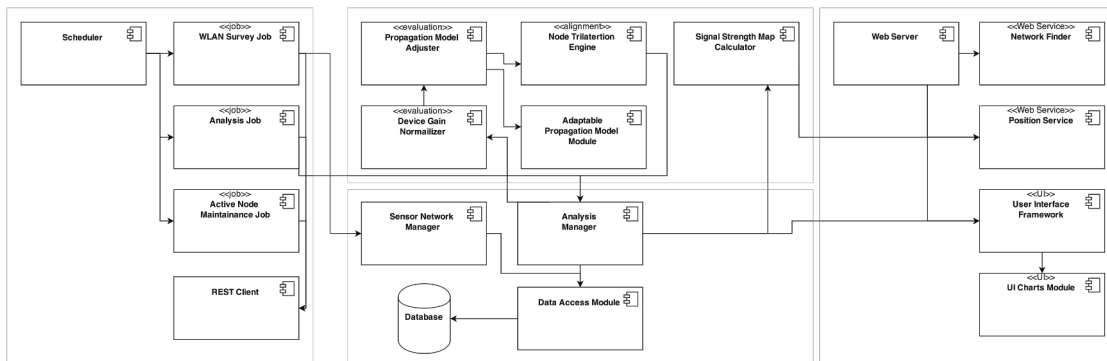 Scheduler
<<job>>
WLAN Survey Job
<<job>>
Analysis Job
<<job>>
Active Node
Maintainance Job
REST Client
<<evaluation>>
Propagation Model
Adjuster
<<alignment>>
Node Trilatertion
Engine
Signal Strength Map
Calculator
<<evaluation>>
Device Gain
Normailizer
Adaptable
Propagation Model
Module
Sensor Network
Manager
Analysis
Manager
Database
Data Access Module
Web Server
<<Web Service>>
Network Finder
<<Web Service>>
Position Service
<<UI>>
User Interface
Framework
<<UI>>
UI Charts Module